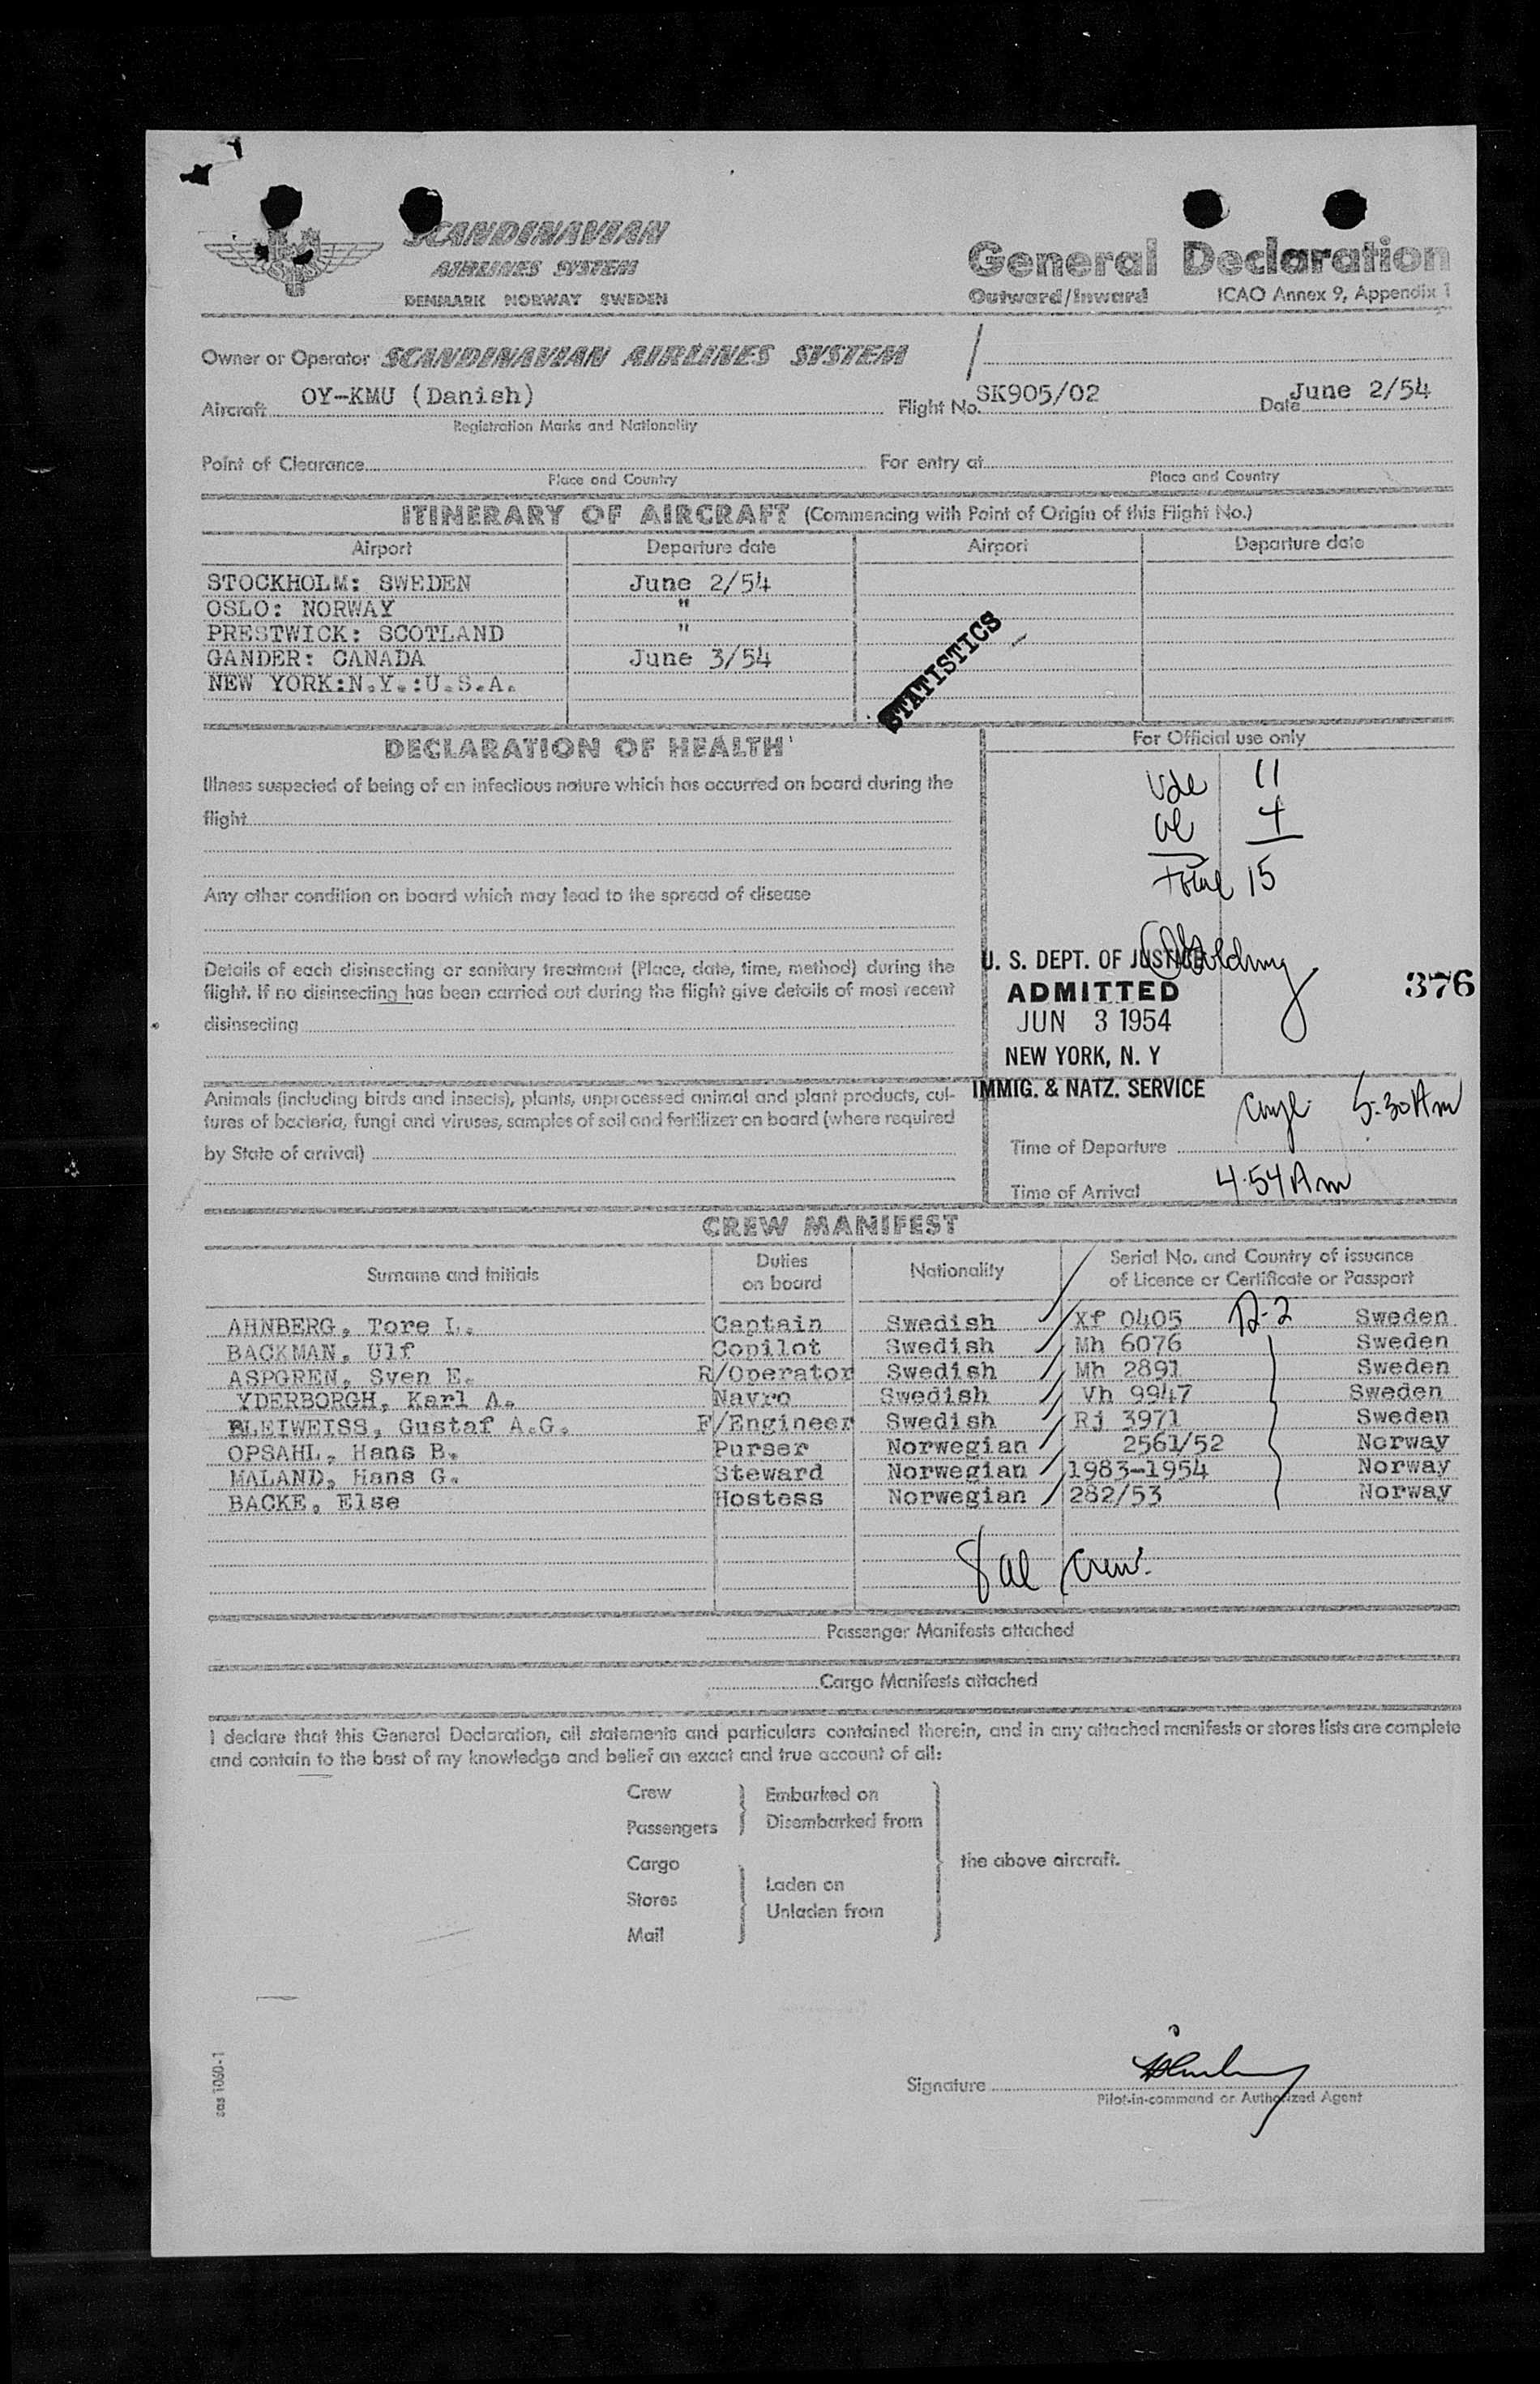 SCANDINAVIAN
AIRLINES SYSTEM
DENMARK NORWAY SWEDEN
General Declaration
Outward/Inward ICAO Annex 9, Appendix 1
Owner or Operator SCANDINAVIAN AIRLINES SYSTEM
Aircraft OY-KMU (Danish) Flight No. SK905/02 Date June 2/54
Registration Marks and Nationality
Point of Clearance For entry at
Place and Country Place and Country
ITINERARY OF AIRCRAFT (Commencing with Point of Origin of this Flight No.)
Airport Departure date Airport Departure date
STOCKHOLM: SWEDEN June 2/54
OSLO: NORWAY "
PRESTWICK: SCOTLAND "
GANDER: CANADA June 3/54
NEW YORK:N.Y.:U.S.A.
STATISTICS
DECLARATION OF HEALTH
Illness suspected of being of an infectious nature which has occurred on board during the
flight
Any other condition on board which may lead to the spread of disease
Details of each disinsecting or sanitary treatment (Place, date, time, method) during the
flight. If no disinsecting has been carried out during the flight give details of most recent
disinsecting
Animals (including birds and insects), plants, unprocessed animal and plant products, cul-
tures of bacteria, fungi and viruses, samples of soil and fertilizer on board (where required
by State of arrival)
For Official use only
11
4
Total 15
U. S. DEPT. OF JUSTICE
ADMITTED
JUN 3 1954
NEW YORK, N. Y
IMMIG. & NATZ. SERVICE
376
5:30 Am
Time of Departure
Time of Arrival 4:54 Am
CREW MANIFEST
Surname and Initials Duties on board Nationality Serial No. and Country of issuance of Licence or Certificate or Passport
AHNBERG, Tore L. Captain Swedish Xf 0405 D-2 Sweden
BACKMAN, Ulf Copilot Swedish Mh 6076 Sweden
ASPGREN, Sven E. R/Operator Swedish Mh 2891 Sweden
YDERBORGH, Karl A. Navro Swedish Vh 9947 Sweden
BLEIWEISS, Gustaf A.G. F/Engineer Swedish Rj 3971 Sweden
OPSAHL, Hans B. Purser Norwegian 2561/52 Norway
MALAND, Hans G. Steward Norwegian 1983-1954 Norway
BACKE, Else Hostess Norwegian 282/53 Norway
8 al crew
Passenger Manifests attached
Cargo Manifests attached
I declare that this General Declaration, all statements and particulars contained therein, and in any attached manifests or stores lists are complete
and contain to the best of my knowledge and belief an exact and true account of all:
Crew Embarked on
Passengers Disembarked from
Cargo the above aircraft.
Laden on
Stores
Unladen from
Mail
sas 1060-1
Signature
Pilot-in-command or Authorized Agent